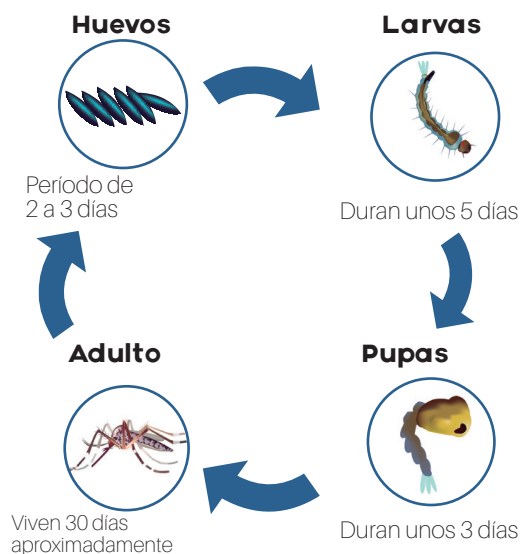 Huevos
Período de
2 a 3 días
Larvas
Duran unos 5 días
Pupas
Duran unos 3 días
Adulto
Viven 30 días
aproximadamente